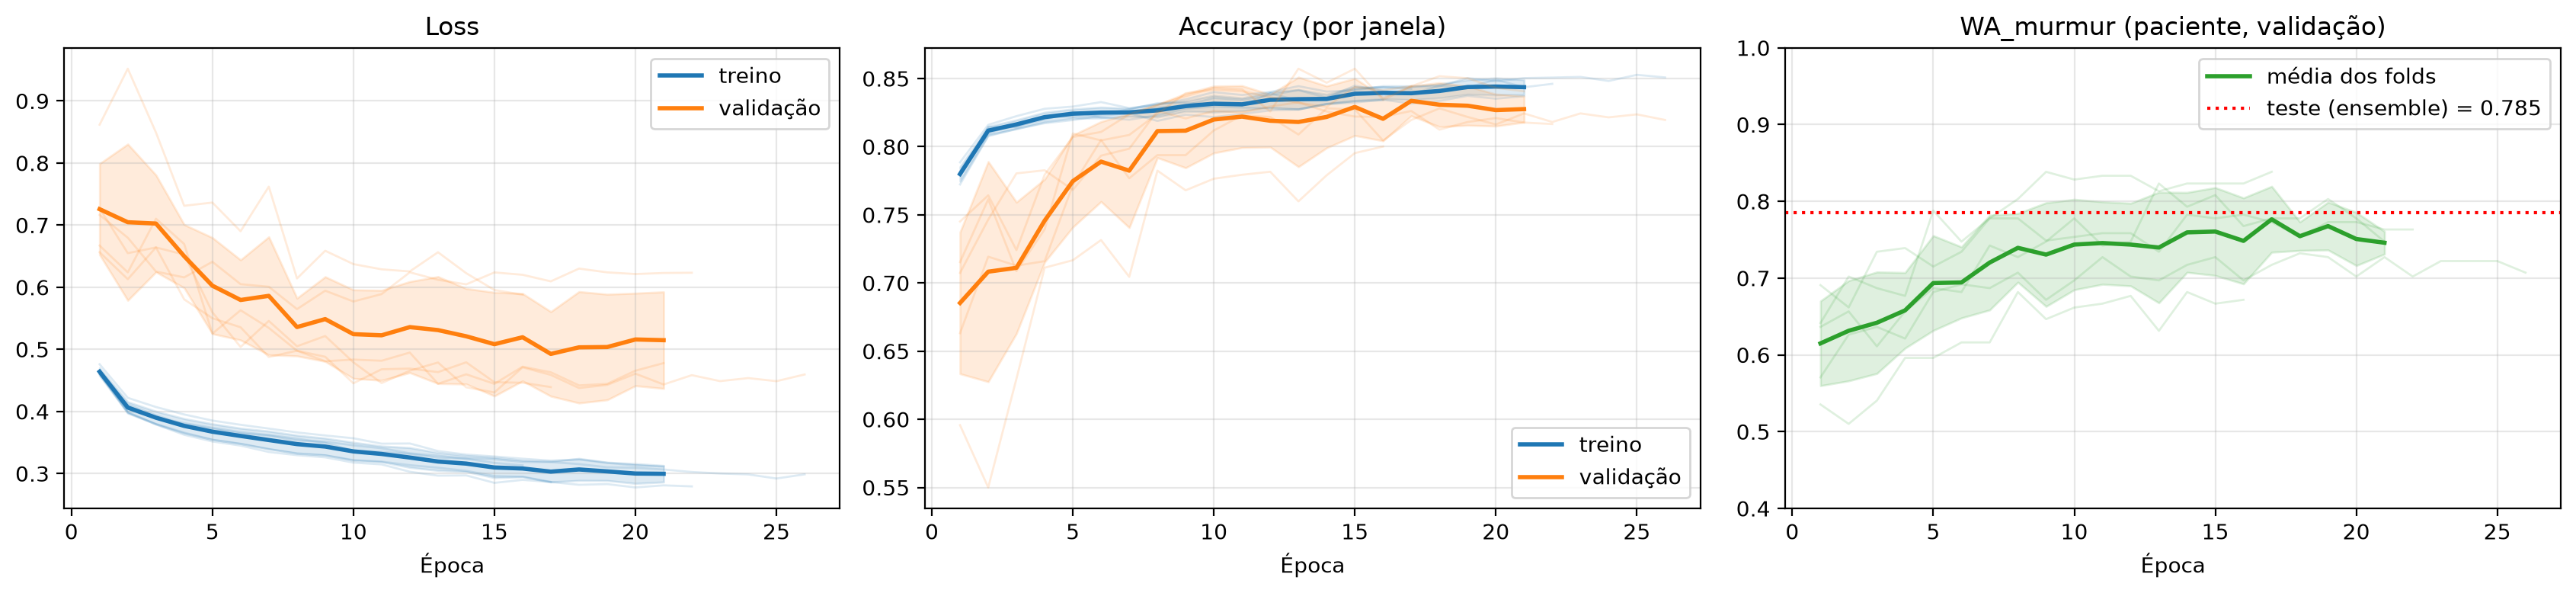 Loss
0.9
0.8
0.7
0.6
0.5
0.4
0.3
0 5 10 15 20 25
Época
treino
validação
Accuracy (por janela)
0.85
0.80
0.75
0.70
0.65
0.60
0.55
0 5 10 15 20 25
Época
treino
validação
WA_murmur (paciente, validação)
1.0
0.9
0.8
0.7
0.6
0.5
0.4
0 5 10 15 20 25
Época
média dos folds
teste (ensemble) = 0.785